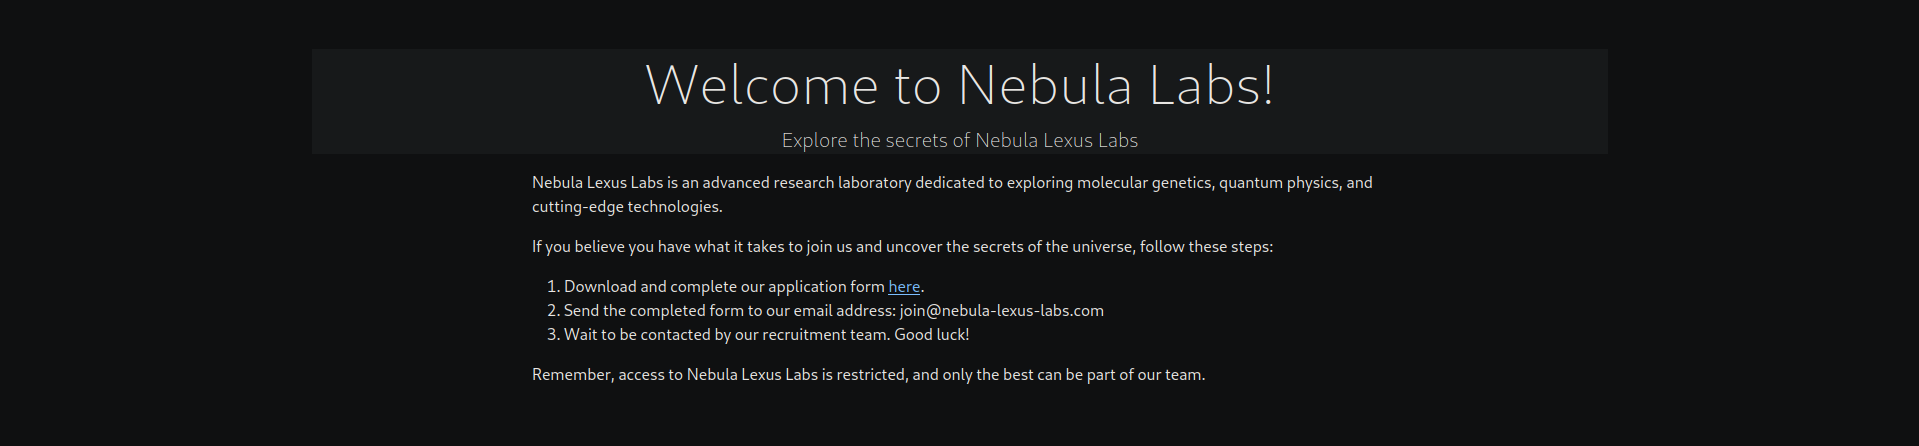 Welcome to Nebula Labs!
Explore the secrets of Nebula Lexus Labs
Nebula Lexus Labs is an advanced research laboratory dedicated to exploring molecular genetics, quantum physics, and
cutting-edge technologies.
If you believe you have what it takes to join us and uncover the secrets of the universe, follow these steps:
1. Download and complete our application form here.
2. Send the completed form to our email address: join@nebula-lexus-labs.com
3. Wait to be contacted by our recruitment team. Good luck!
Remember, access to Nebula Lexus Labs is restricted, and only the best can be part of our team.